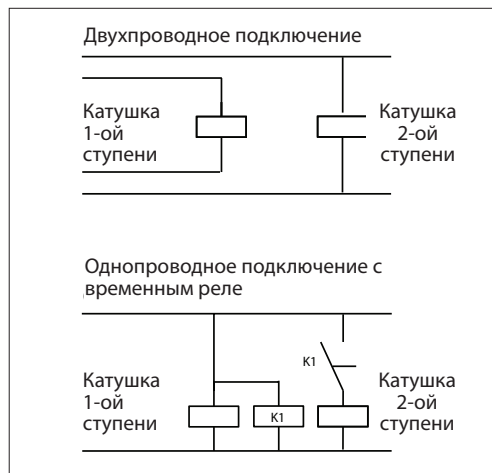 Двухпроводное подключение
Катушка
1-ой
ступени
Катушка
2-ой
ступени
Однопроводное подключение с
временным реле
K1
Катушка
1-ой
ступени
K1
Катушка
2-ой
ступени